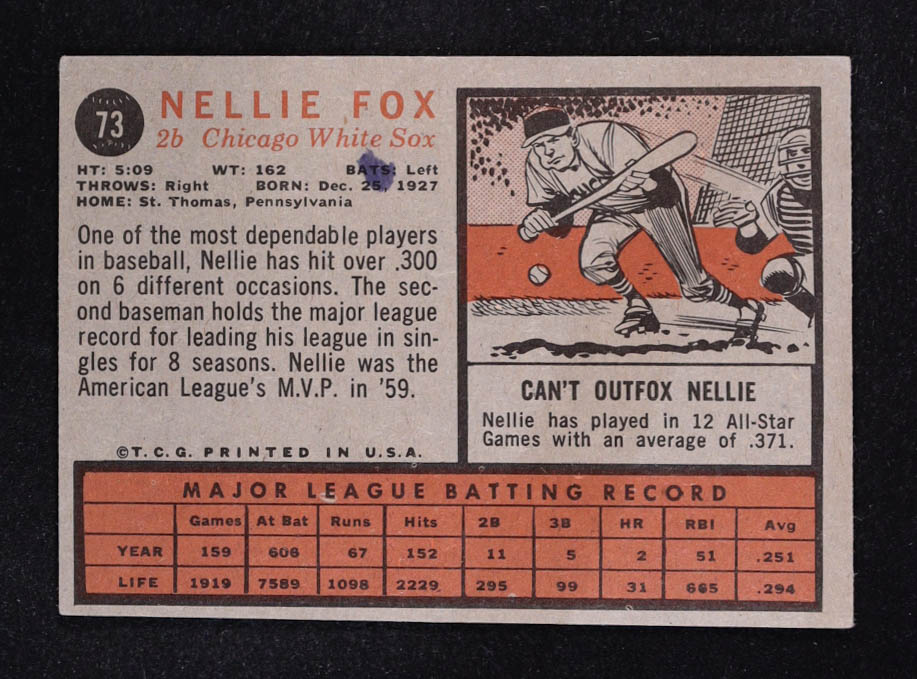 73
NELLIE FOX
2b Chicago White Sox
HT: 5:09 WT: 162 BATS: Left
THROWS: Right BORN: Dec. 25, 1927
HOME: St. Thomas, Pennsylvania
One of the most dependable players
in baseball, Nellie has hit over .300
on 6 different occasions. The sec-
ond baseman holds the major league
record for leading his league in sin-
gles for 8 seasons. Nellie was the
American League's M.V.P. in '59.
©T.C.G. PRINTED IN U.S.A.
CAN'T OUTFOX NELLIE
Nellie has played in 12 All-Star
Games with an average of .371.
MAJOR LEAGUE BATTING RECORD
Games At Bat Runs Hits 2B 3B HR RBI Avg
YEAR 159 606 67 152 11 5 2 51 .251
LIFE 1919 7589 1098 2229 295 99 31 665 .294